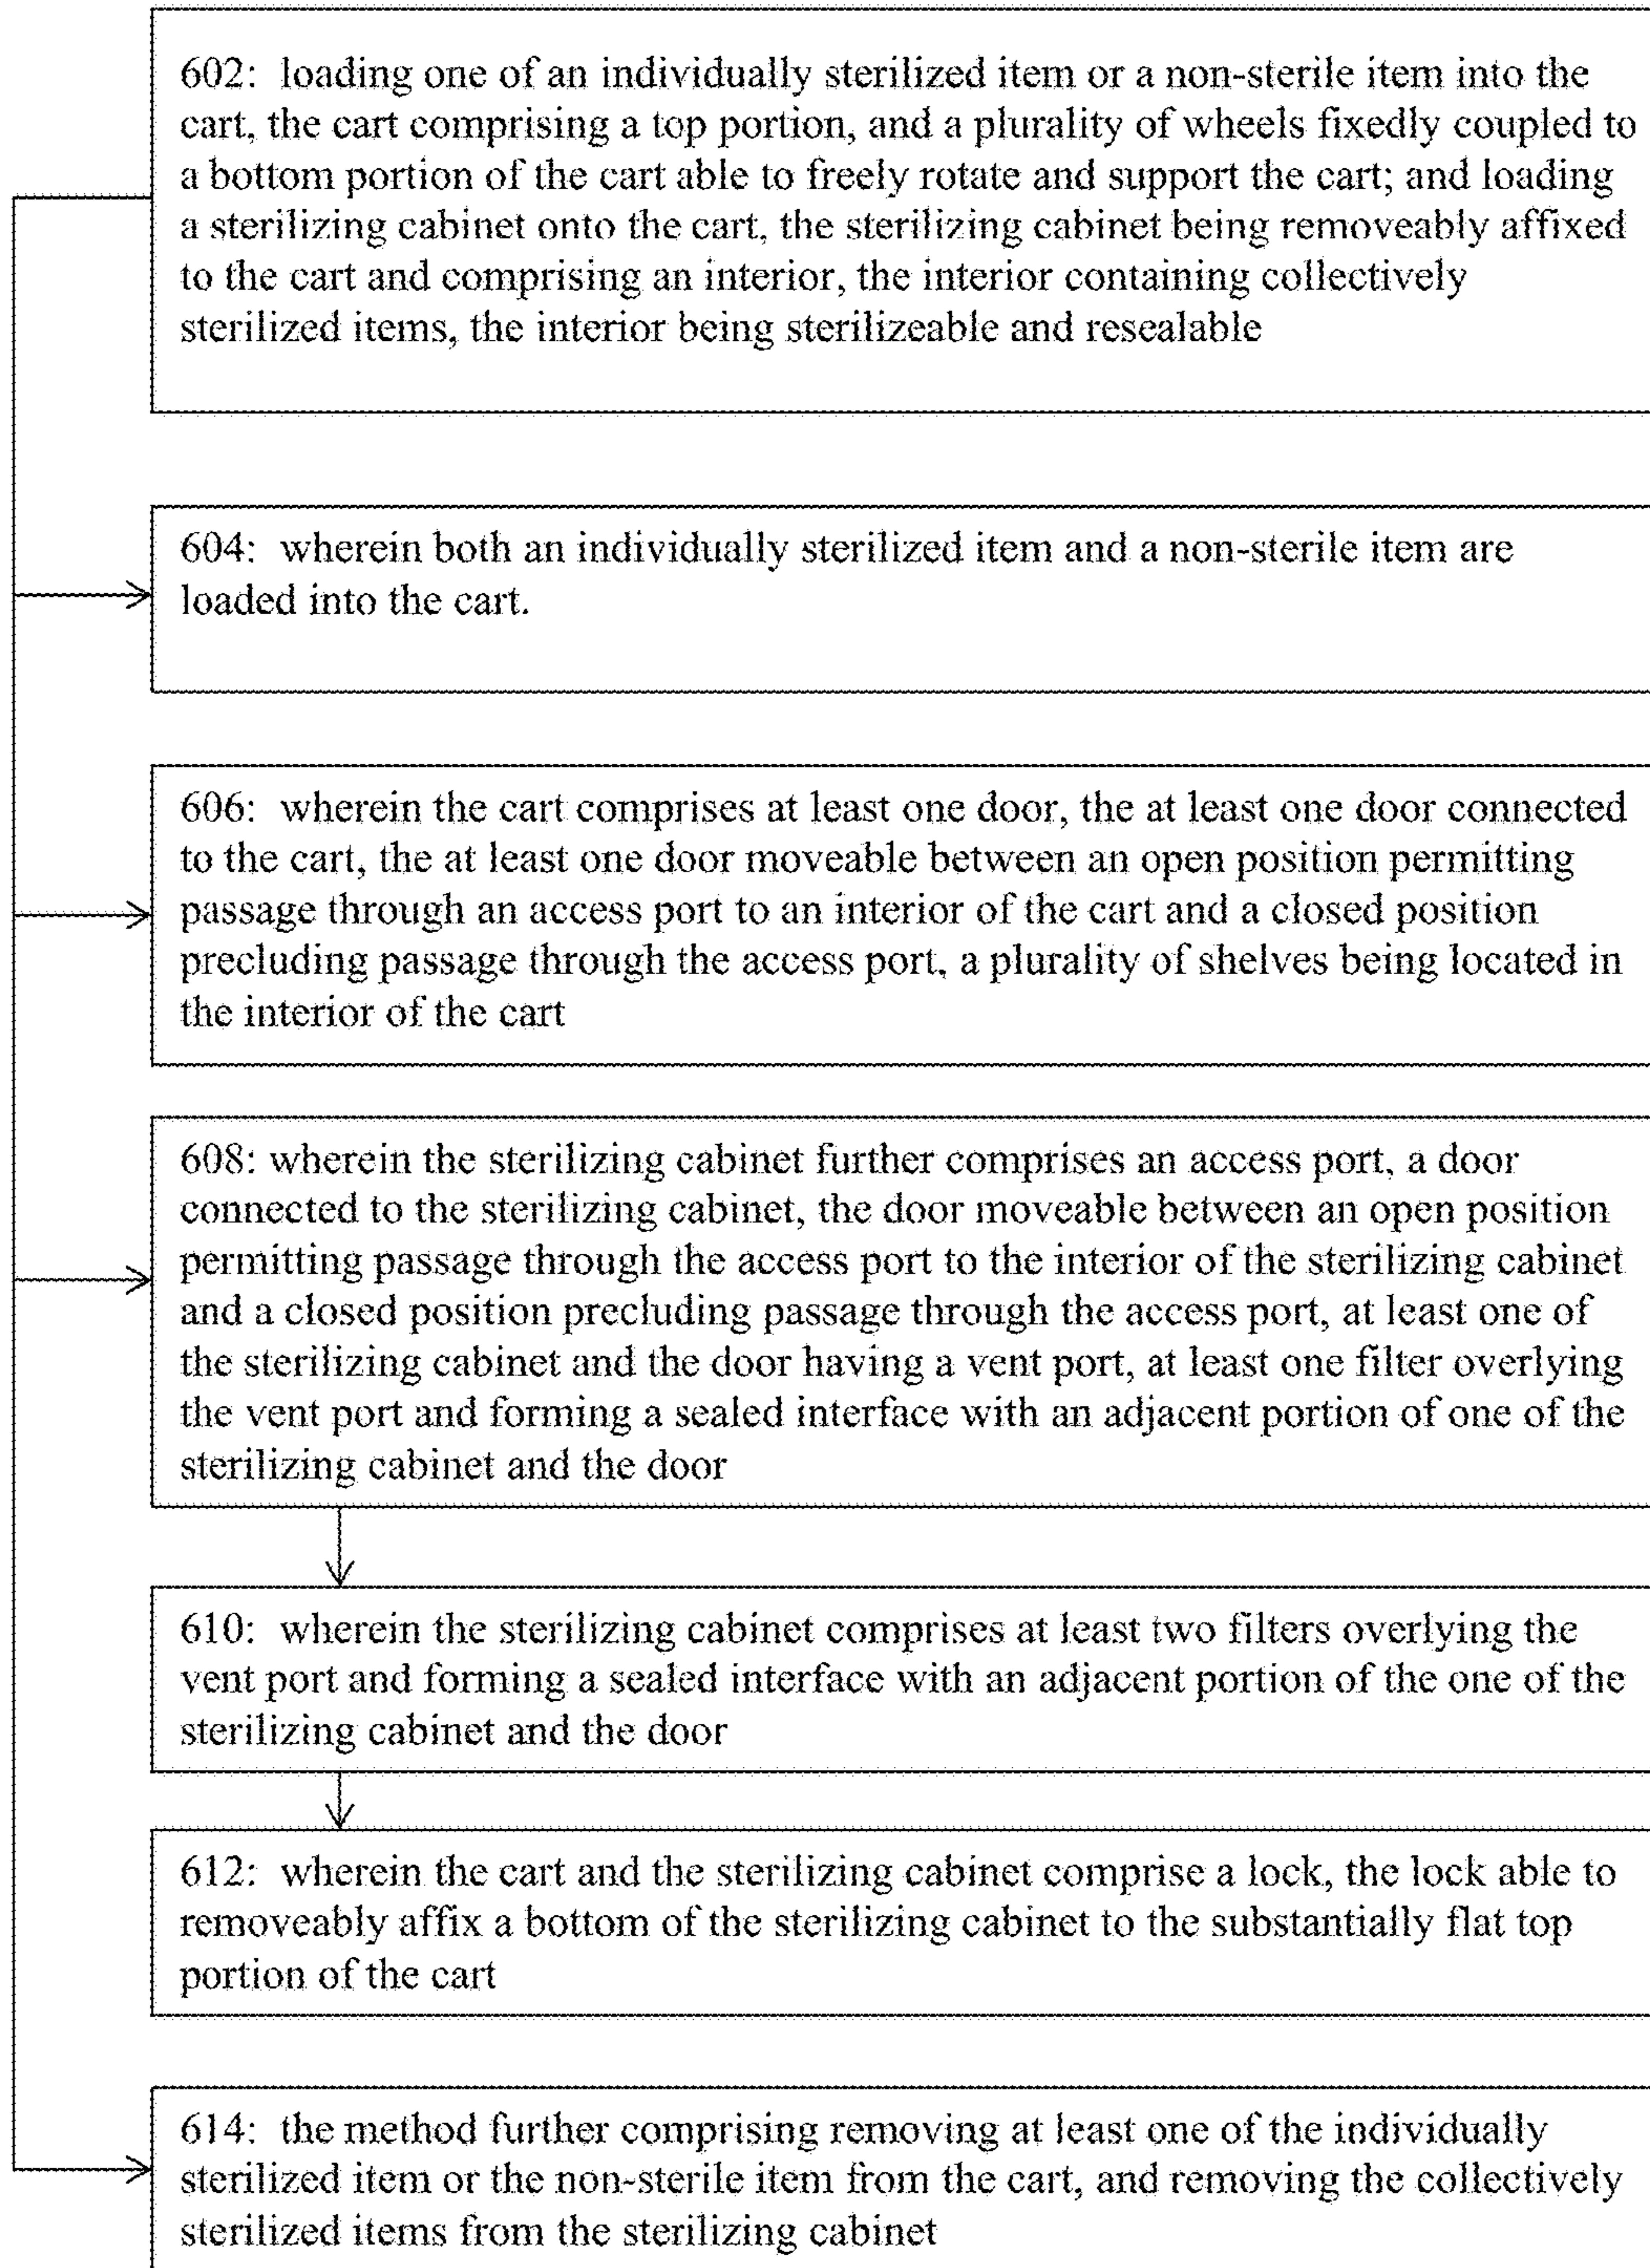 602: loading one of an individually sterilized item or a non-sterile item into the
cart, the cart comprising a top portion, and a plurality of wheels fixedly coupled to
a bottom portion of the cart able to freely rotate and support the cart; and loading
a sterilizing cabinet onto the cart, the sterilizing cabinet being removeably affixed
to the cart and comprising an interior, the interior containing collectively
sterilized items, the interior being sterilizeable and resealable
604: wherein both an individually sterilized item and a non-sterile item are
loaded into the cart.
606: wherein the cart comprises at least one door, the at least one door connected
to the cart, the at least one door moveable between an open position permitting
passage through an access port to an interior of the cart and a closed position
precluding passage through the access port, a plurality of shelves being located in
the interior of the cart
608: wherein the sterilizing cabinet further comprises an access port, a door
connected to the sterilizing cabinet, the door moveable between an open position
permitting passage through the access port to the interior of the sterilizing cabinet
and a closed position precluding passage through the access port, at least one of
the sterilizing cabinet and the door having a vent port, at least one filter overlying
the vent port and forming a sealed interface with an adjacent portion of one of the
sterilizing cabinet and the door
610: wherein the sterilizing cabinet comprises at least two filters overlying the
vent port and forming a sealed interface with an adjacent portion of the one of the
sterilizing cabinet and the door
612: wherein the cart and the sterilizing cabinet comprise a lock, the lock able to
removeably affix a bottom of the sterilizing cabinet to the substantially flat top
portion of the cart
614: the method further comprising removing at least one of the individually
sterilized item or the non-sterile item from the cart, and removing the collectively
sterilized items from the sterilizing cabinet